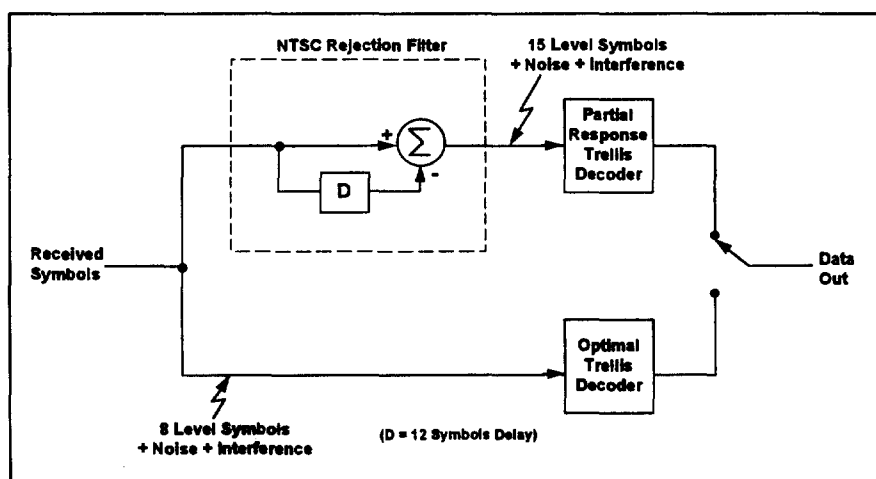 NTSC Rejection Filter
15 Level Symbols
+ Noise + Interference
+
Σ
-
D
Partial
Response
Trellis
Decoder
Received
Symbols
Data
Out
Optimal
Trellis
Decoder
8 Level Symbols
+ Noise + Interference
(D = 12 Symbols Delay)